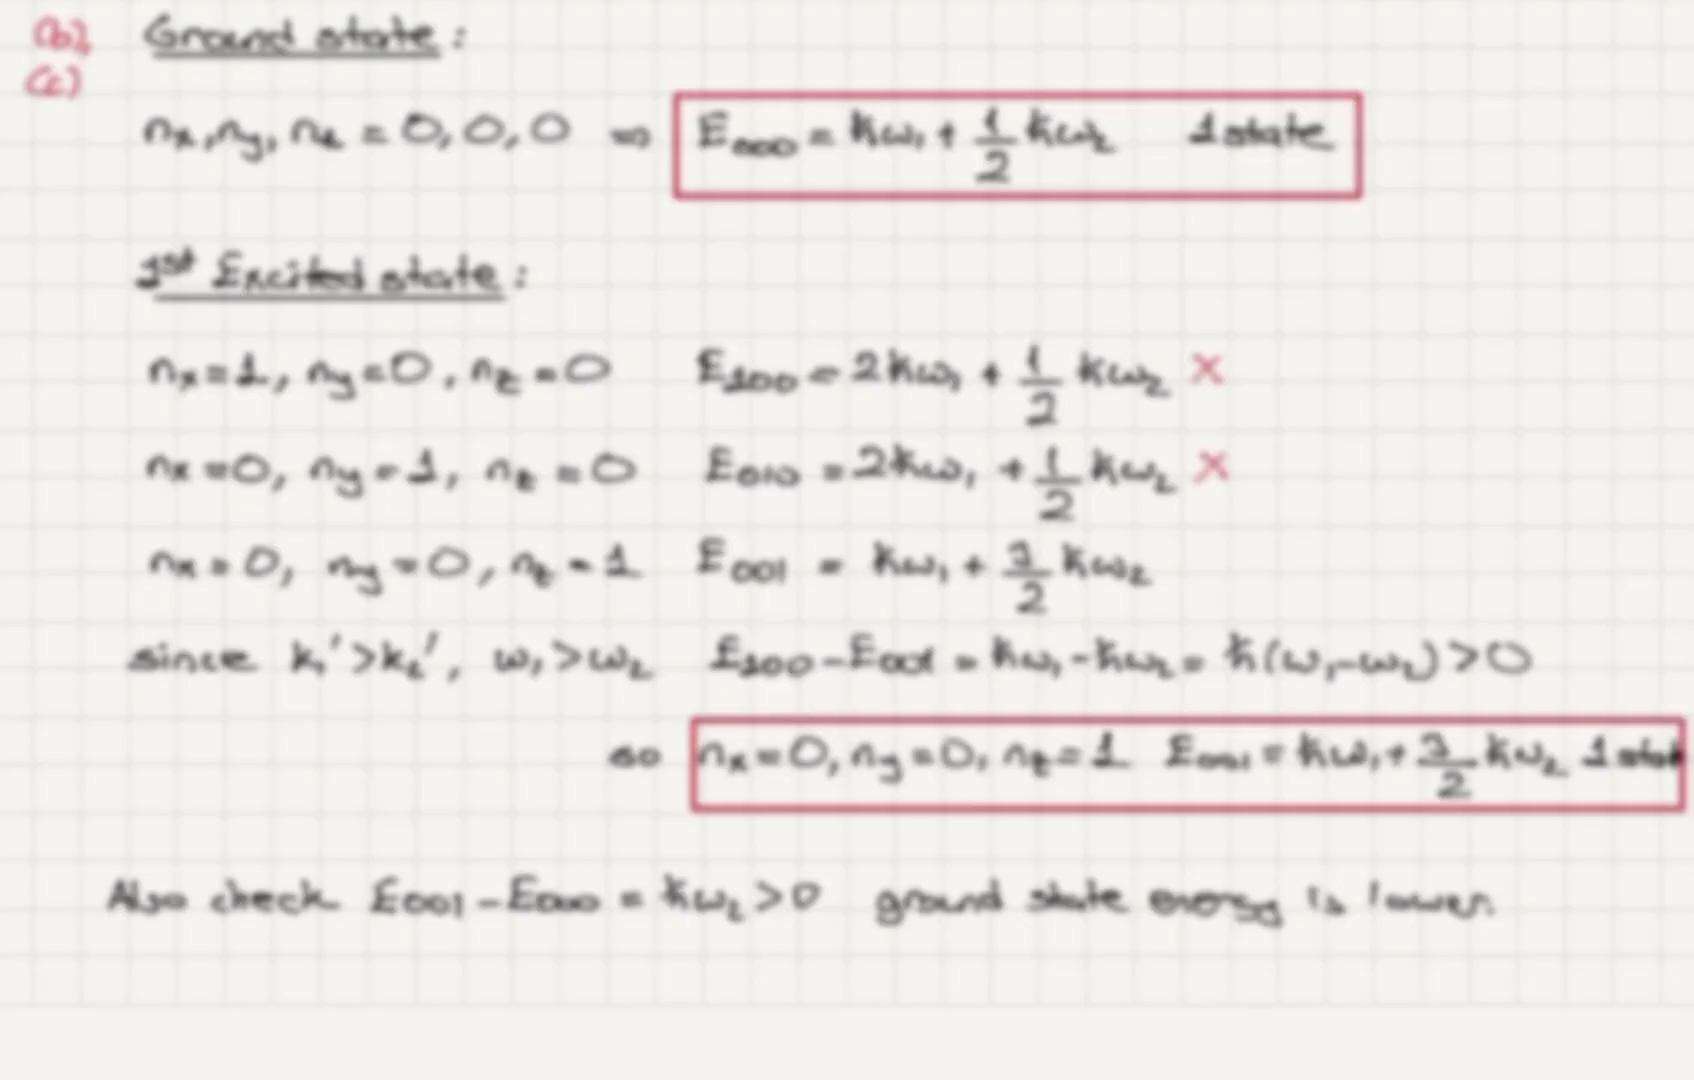 (b), Ground state :
(c)
nx, ny, nz = 0, 0, 0 ⇒ E000 = ħω1 + 1/2 ħω2 1 state
1st Excited state :
nx = 1, ny = 0, nz = 0 E100 = 2ħω1 + 1/2 ħω2 ×
nx = 0, ny = 1, nz = 0 E010 = 2ħω1 + 1/2 ħω2 ×
nx = 0, ny = 0, nz = 1 E001 = ħω1 + 3/2 ħω2
since k1' > k2', ω1 > ω2 E100 - E001 = ħω1 - ħω2 = ħ(ω1 - ω2) > 0
so nx = 0, ny = 0, nz = 1 E001 = ħω1 + 3/2 ħω2 1 stat
Also check E001 - E000 = ħω2 > 0 ground state energy is lower.